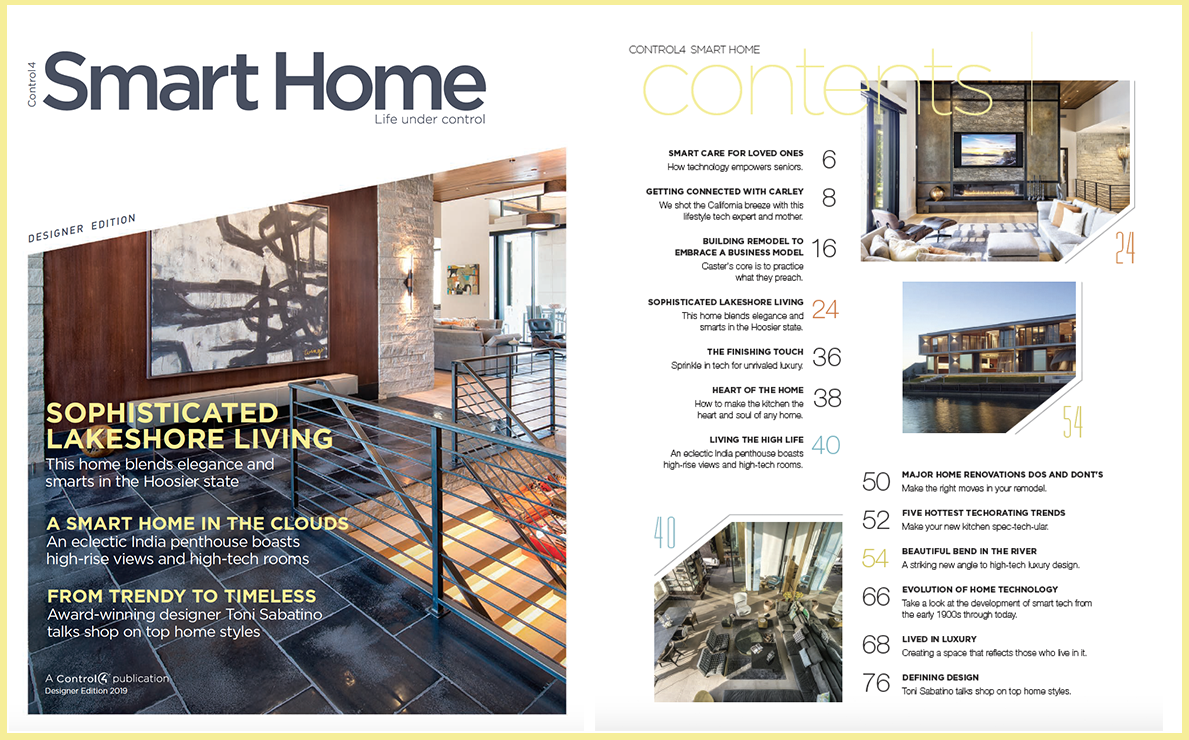 Control4
Smart Home
Life under control
DESIGNER EDITION
SOPHISTICATED
LAKESHORE LIVING
This home blends elegance and
smarts in the Hoosier state
A SMART HOME IN THE CLOUDS
An eclectic India penthouse boasts
high-rise views and high-tech rooms
FROM TRENDY TO TIMELESS
Award-winning designer Toni Sabatino
talks shop on top home styles
A Control4 publication
Designer Edition 2019
CONTROL4 SMART HOME
contents
SMART CARE FOR LOVED ONES 6
How technology empowers seniors.
GETTING CONNECTED WITH CARLEY 8
We shot the California breeze with this
lifestyle tech expert and mother.
BUILDING REMODEL TO
EMBRACE A BUSINESS MODEL 16
Caster's core is to practice
what they preach.
SOPHISTICATED LAKESHORE LIVING 24
This home blends elegance and
smarts in the Hoosier state.
THE FINISHING TOUCH 36
Sprinkle in tech for unrivaled luxury.
HEART OF THE HOME 38
How to make the kitchen the
heart and soul of any home.
LIVING THE HIGH LIFE 40
An eclectic India penthouse boasts
high-rise views and high-tech rooms.
24
54
40
50 MAJOR HOME RENOVATIONS DOS AND DONT'S
Make the right moves in your remodel.
52 FIVE HOTTEST TECHORATING TRENDS
Make your new kitchen spec-tech-ular.
54 BEAUTIFUL BEND IN THE RIVER
A striking new angle to high-tech luxury design.
66 EVOLUTION OF HOME TECHNOLOGY
Take a look at the development of smart tech from
the early 1900s through today.
68 LIVED IN LUXURY
Creating a space that reflects those who live in it.
76 DEFINING DESIGN
Toni Sabatino talks shop on top home styles.